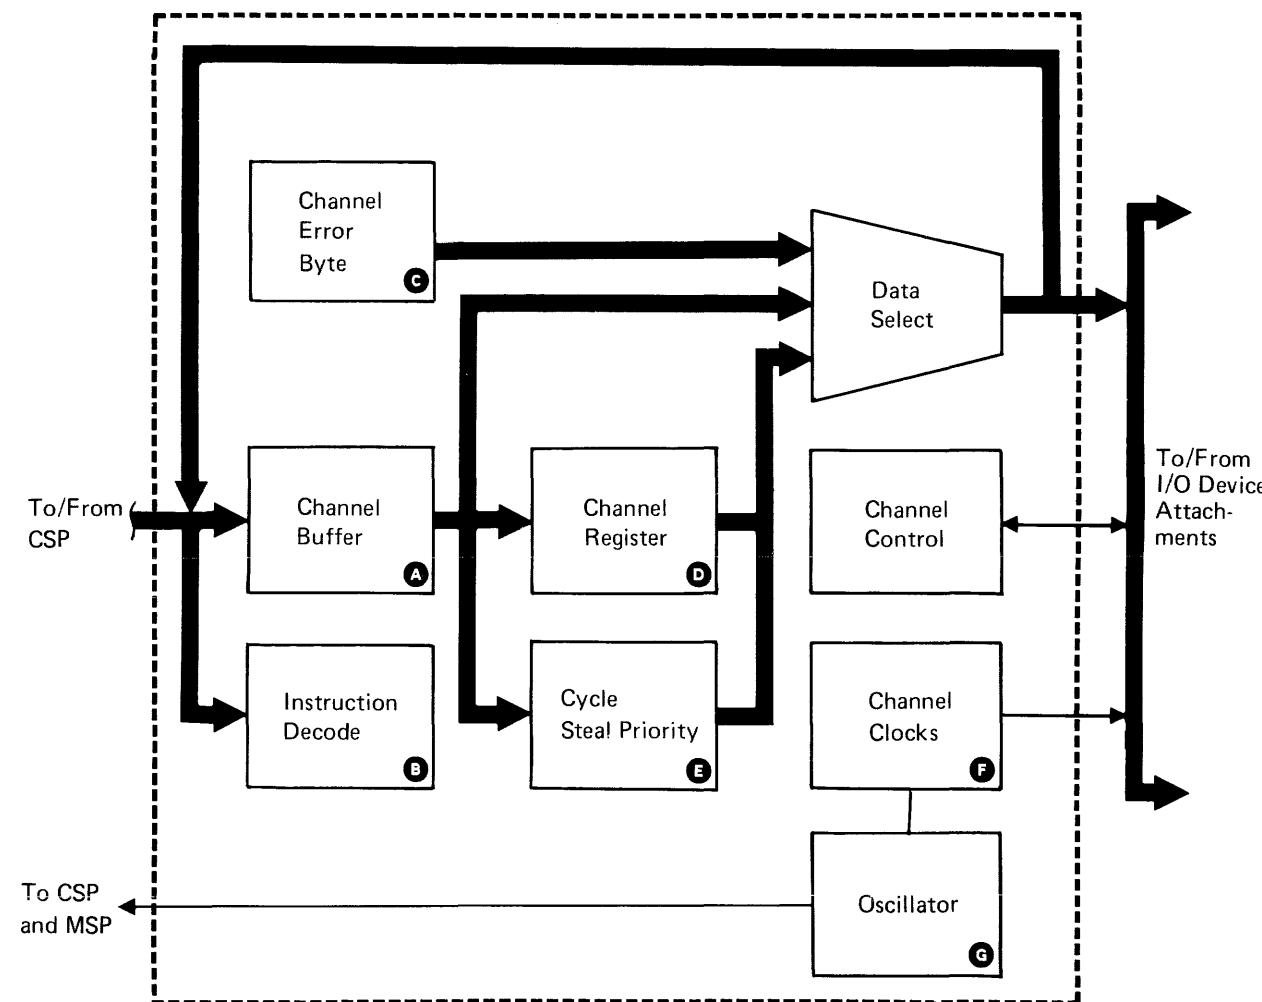 Channel
Error
Byte
C
Data
Select
To/From
CSP
Channel
Buffer
A
Channel
Register
D
Channel
Control
To/From
I/O Device
Attach-
ments
Instruction
Decode
B
Cycle
Steal Priority
E
Channel
Clocks
F
To CSP
and MSP
Oscillator
G